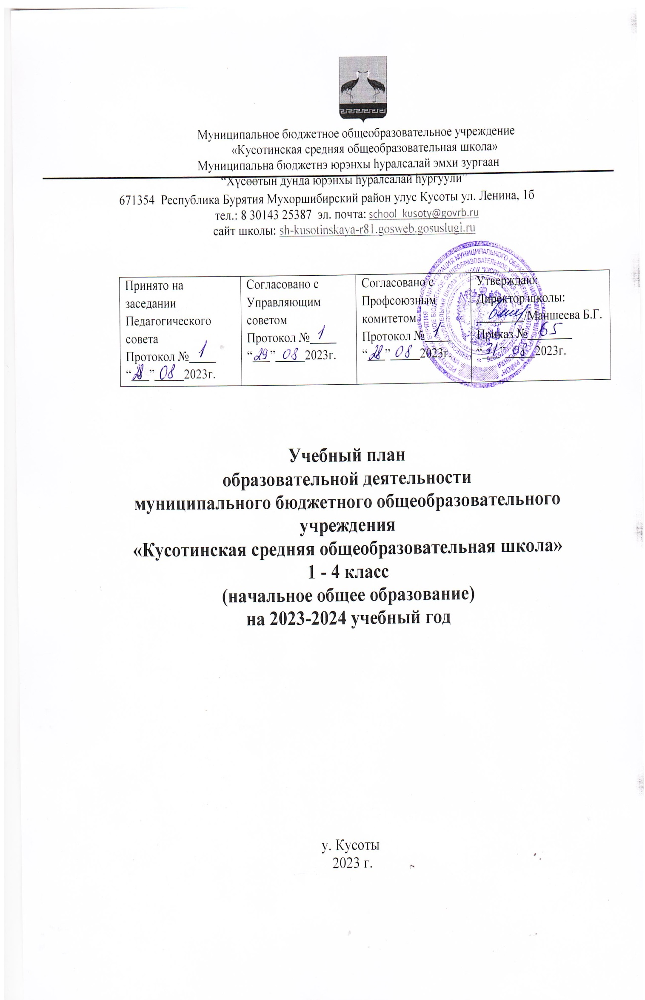 Муниципальное бюджетное общеобразовательное учреждение
«Кусотинская средняя общеобразовательная школа»
Муниципальна бюджетнэ юрэнхы һуралсалай эмхи зургаан
“Хүсөөтын дунда юрэнхы һуралсалай һургуули”
671354 Республика Бурятия Мухоршибирский район улус Кусоты ул. Ленина, 1б
тел.: 8 30143 25387 эл. почта: school_kusoty@govrb.ru
сайт школы: sh-kusotinskaya-r81.gosweb.gosuslugi.ru
Принято на
заседании
Педагогического
совета
Протокол № 1
“28” 08 2023г.
Согласовано с
Управляющим
советом
Протокол № 1
“29” 08 2023г.
Согласовано с
Профсоюзным
комитетом
Протокол № 1
“28” 08 2023г.
Утверждаю:
Директор школы:
/Маншеева Б.Г.
Приказ № 65
“31” 08 2023г.
Учебный план
образовательной деятельности
муниципального бюджетного общеобразовательного
учреждения
«Кусотинская средняя общеобразовательная школа»
1 - 4 класс
(начальное общее образование)
на 2023-2024 учебный год
у. Кусоты
2023 г.